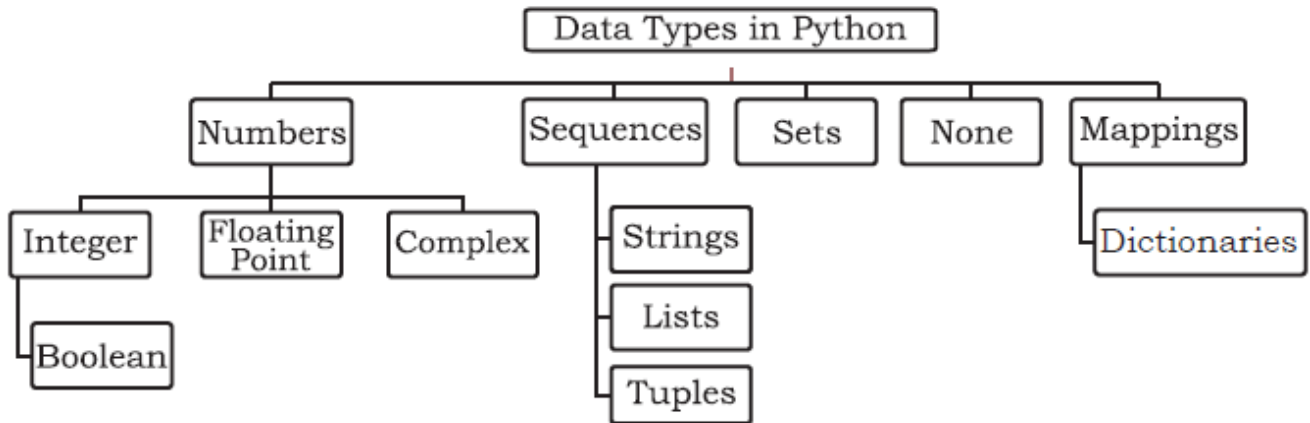 Data Types in Python
Numbers
Sequences
Sets
None
Mappings
Integer
Floating
Point
Complex
Strings
Dictionaries
Lists
Boolean
Tuples